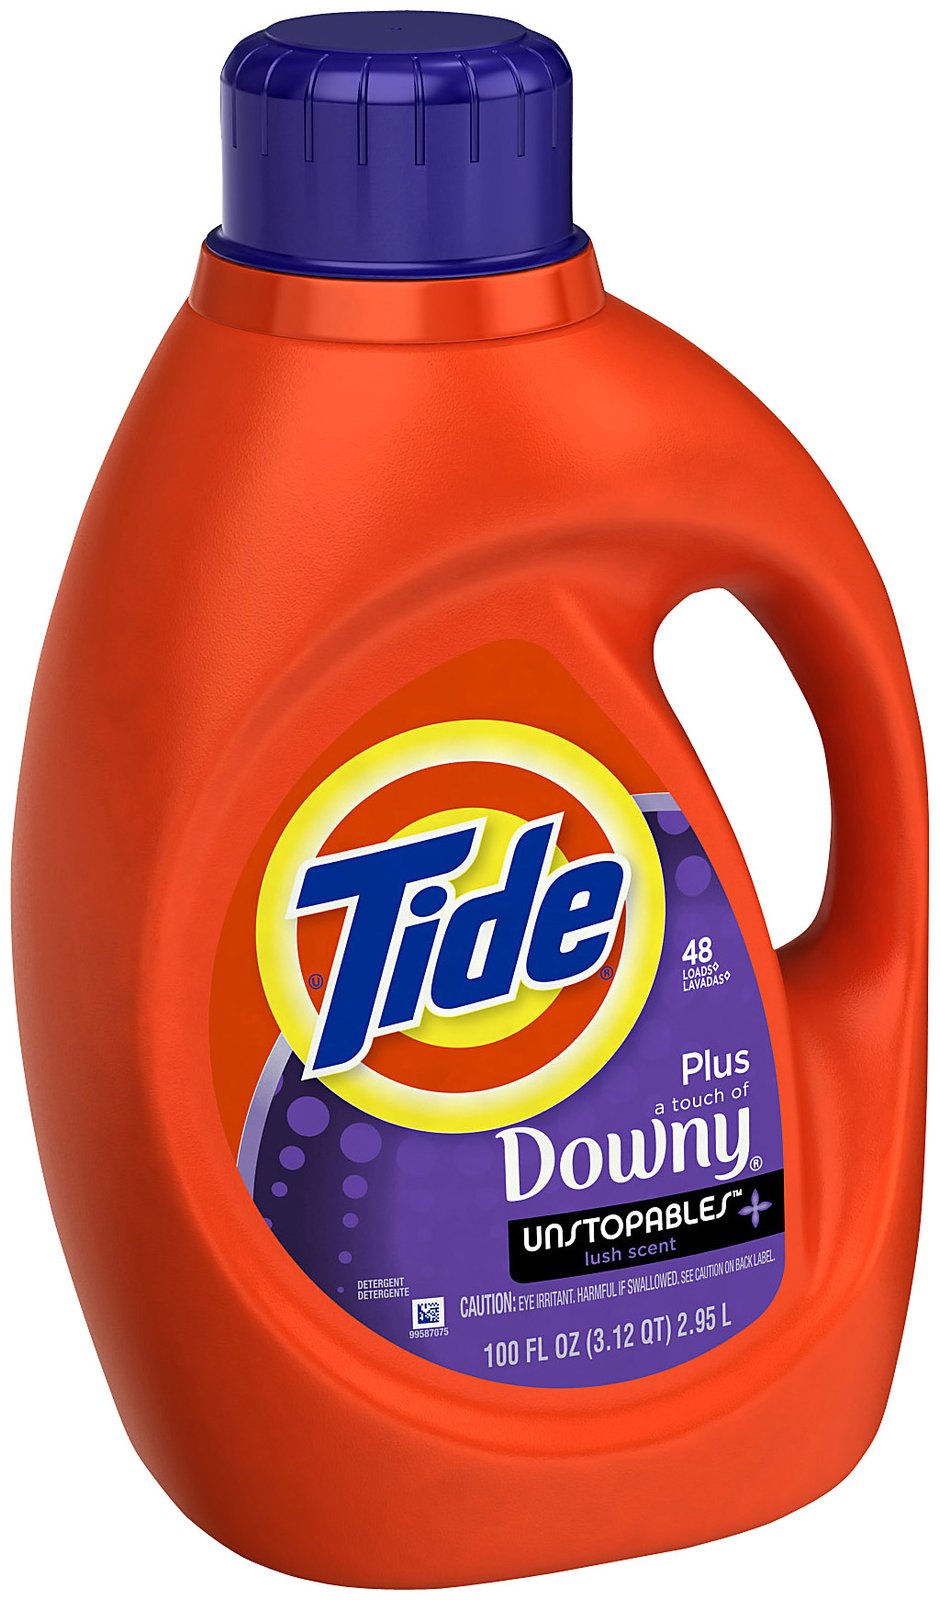 Tide
U
®
48
LOADS◊
LAVADAS◊
Plus
a touch of
Downy®
UNSTOPABLES™
lush scent
DETERGENT
DETERGENTE
99587075
CAUTION: EYE IRRITANT. HARMFUL IF SWALLOWED. SEE CAUTION ON BACK LABEL.
100 FL OZ (3.12 QT) 2.95 L